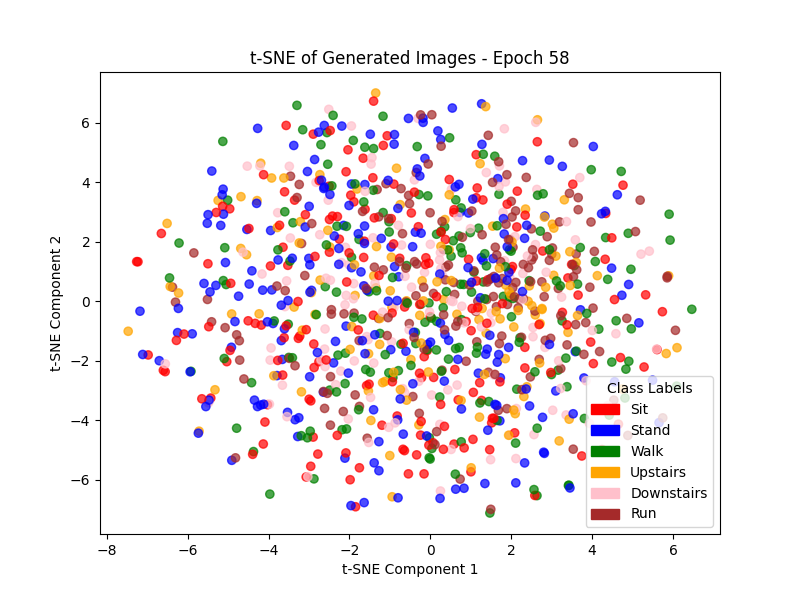 t-SNE of Generated Images - Epoch 58
6
4
2
0
−2
−4
−6
t-SNE Component 2
Class Labels
Sit
Stand
Walk
Upstairs
Downstairs
Run
−8 −6 −4 −2 0 2 4 6
t-SNE Component 1